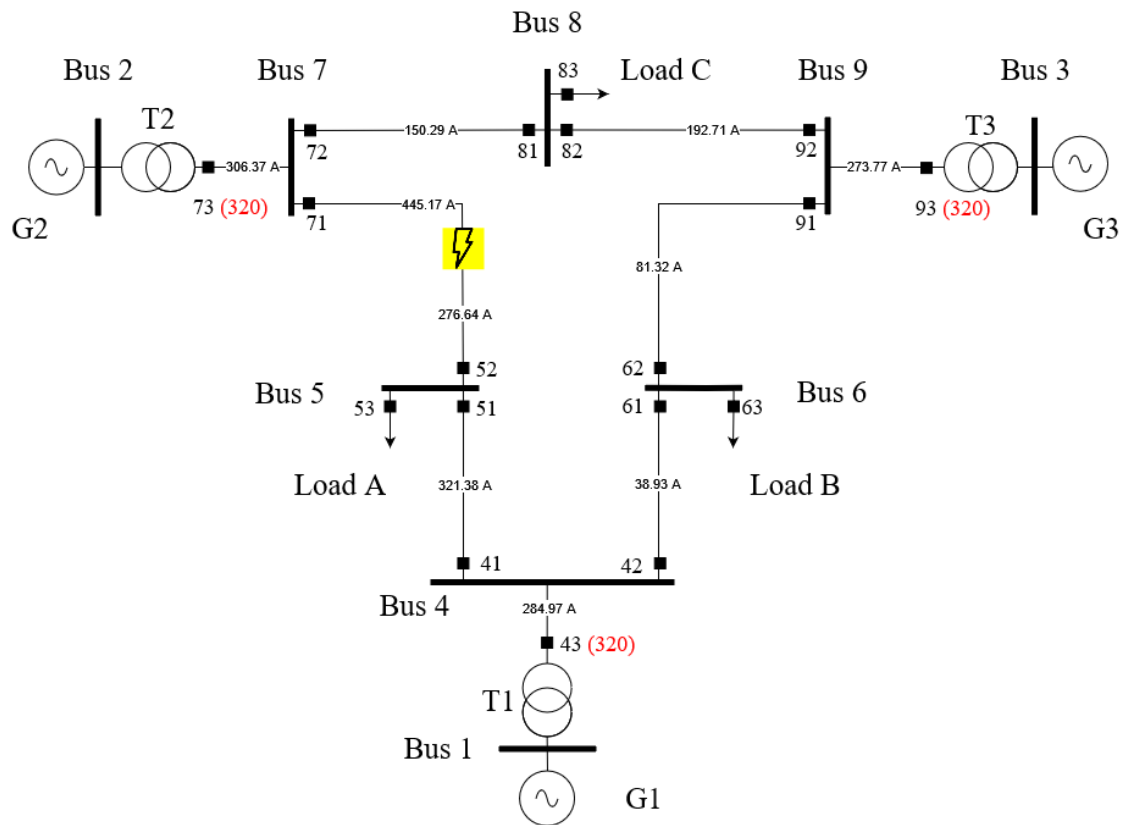 Bus 8
Bus 2
Bus 7
83
Load C
Bus 9
Bus 3
T2
T3
72
150.29 A
81
82
192.71 A
92
306.37 A
273.77 A
73 (320)
71
445.17 A
91
93 (320)
G2
G3
81.32 A
276.64 A
52
62
Bus 5
53
51
61
63
Bus 6
Load A
321.38 A
38.93 A
Load B
41
42
Bus 4
284.97 A
43 (320)
T1
Bus 1
G1